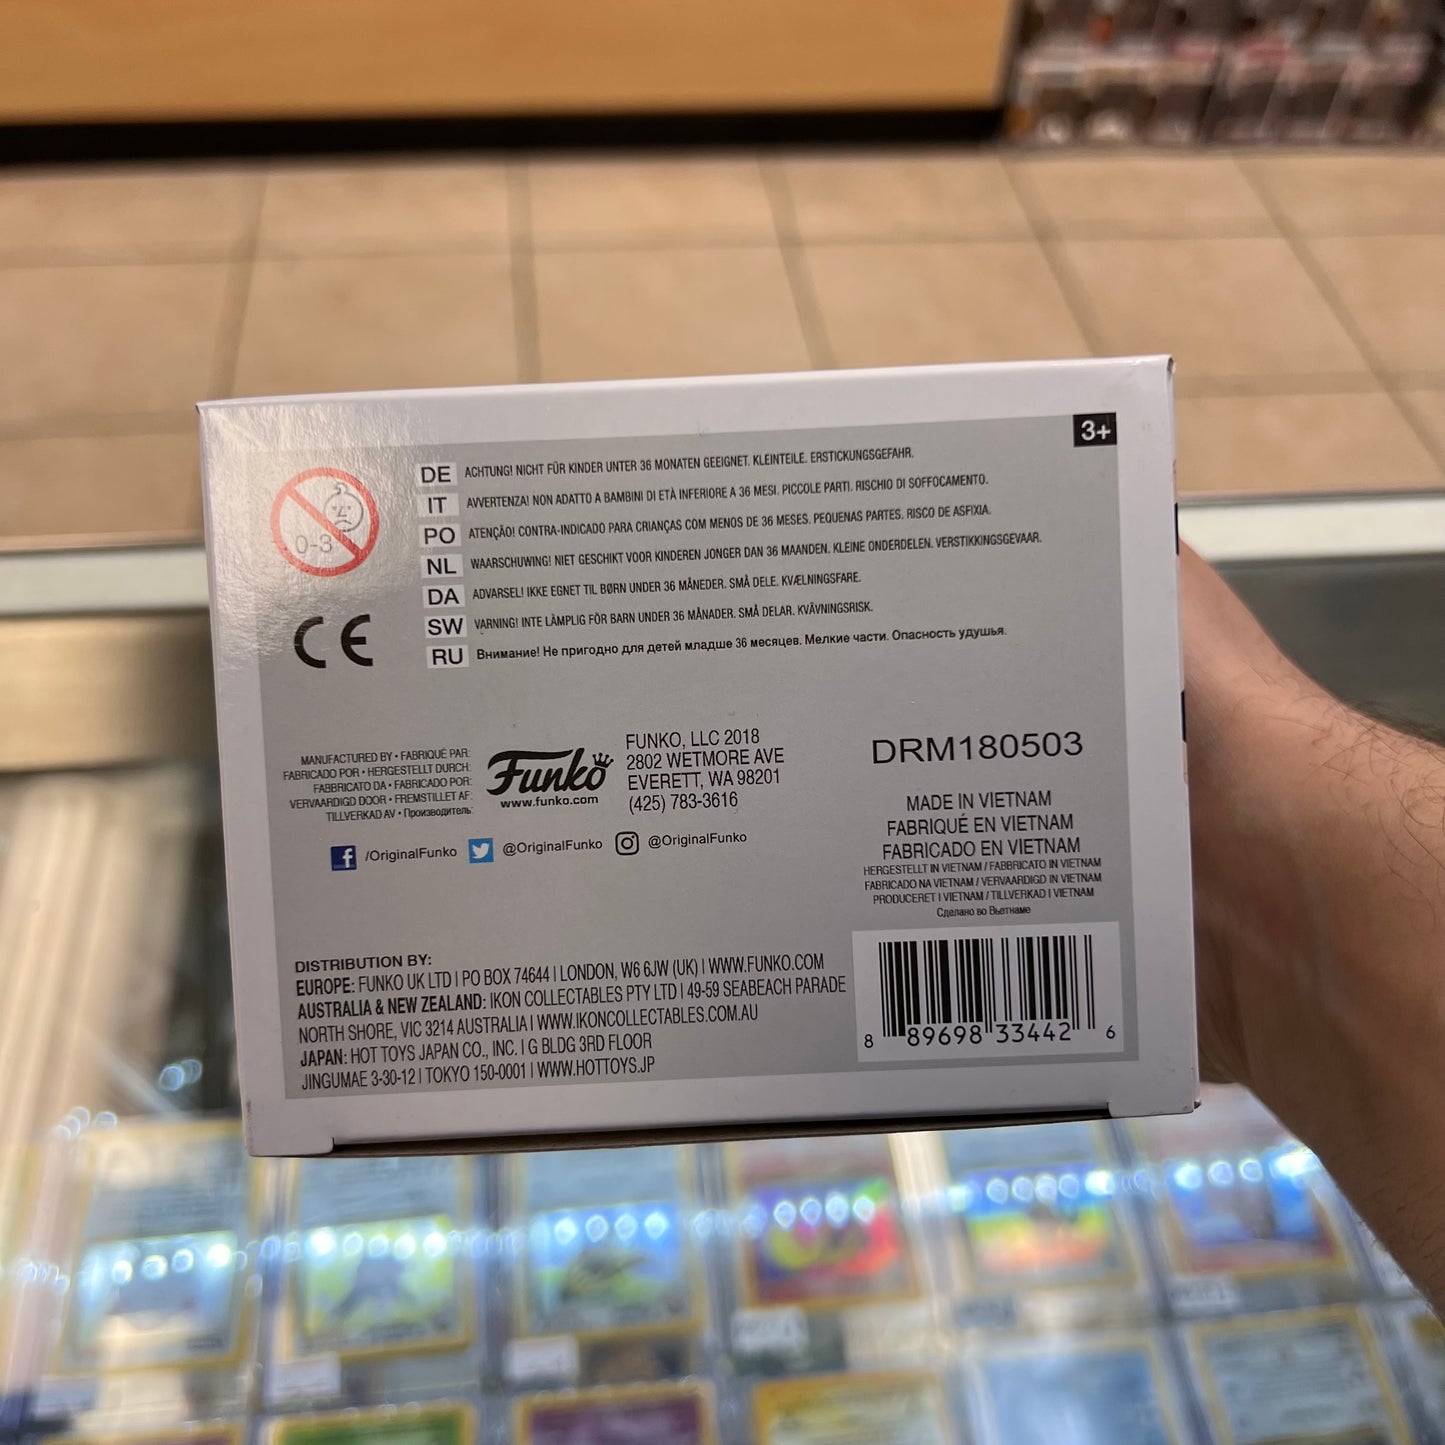 3+
0-3
DE ACHTUNG! NICHT FÜR KINDER UNTER 36 MONATEN GEEIGNET. KLEINTEILE. ERSTICKUNGSGEFAHR.
IT AVVERTENZA! NON ADATTO A BAMBINI DI ETÀ INFERIORE A 36 MESI. PICCOLE PARTI. RISCHIO DI SOFFOCAMENTO.
PO ATENÇÃO! CONTRA-INDICADO PARA CRIANÇAS COM MENOS DE 36 MESES. PEQUENAS PARTES. RISCO DE ASFIXIA.
NL WAARSCHUWING! NIET GESCHIKT VOOR KINDEREN JONGER DAN 36 MAANDEN. KLEINE ONDERDELEN. VERSTIKKINGSGEVAAR.
DA ADVARSEL! IKKE EGNET TIL BØRN UNDER 36 MÅNEDER. SMÅ DELE. KVÆLNINGSFARE.
SW VARNING! INTE LÄMPLIG FÖR BARN UNDER 36 MÅNADER. SMÅ DELAR. KVÄVNINGSRISK.
RU Внимание! Не пригодно для детей младше 36 месяцев. Мелкие части. Опасность удушья.
CE
MANUFACTURED BY • FABRIQUÉ PAR:
FABRICADO POR • HERGESTELLT DURCH:
FABBRICATO DA • FABRICADO POR:
VERVAARDIGD DOOR • FREMSTILLET AF:
TILLVERKAD AV • Производитель:
Funko
www.funko.com
FUNKO, LLC 2018
2802 WETMORE AVE
EVERETT, WA 98201
(425) 783-3616
/OriginalFunko @OriginalFunko @OriginalFunko
DRM180503
MADE IN VIETNAM
FABRIQUÉ EN VIETNAM
FABRICADO EN VIETNAM
HERGESTELLT IN VIETNAM / FABBRICATO IN VIETNAM
FABRICADO NA VIETNAM / VERVAARDIGD IN VIETNAM
PRODUCERET I VIETNAM / TILLVERKAD I VIETNAM
Сделано во Вьетнаме
DISTRIBUTION BY:
EUROPE: FUNKO UK LTD | PO BOX 74644 | LONDON, W6 6JW (UK) | WWW.FUNKO.COM
AUSTRALIA & NEW ZEALAND: IKON COLLECTABLES PTY LTD | 49-59 SEABEACH PARADE
NORTH SHORE, VIC 3214 AUSTRALIA | WWW.IKONCOLLECTABLES.COM.AU
JAPAN: HOT TOYS JAPAN CO., INC. | G BLDG 3RD FLOOR
JINGUMAE 3-30-12 | TOKYO 150-0001 | WWW.HOTTOYS.JP
8 89698 33442 6